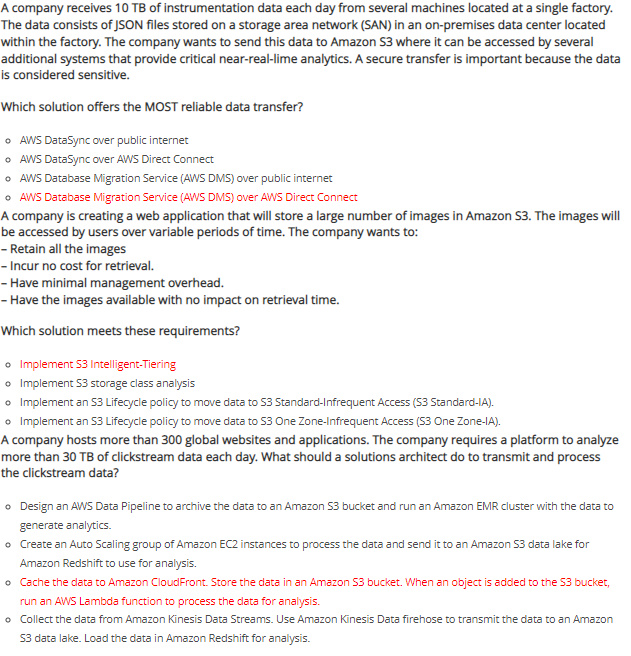 A company receives 10 TB of instrumentation data each day from several machines located at a single factory.
The data consists of JSON files stored on a storage area network (SAN) in an on-premises data center located
within the factory. The company wants to send this data to Amazon S3 where it can be accessed by several
additional systems that provide critical near-real-lime analytics. A secure transfer is important because the data
is considered sensitive.
Which solution offers the MOST reliable data transfer?
o AWS DataSync over public internet
o AWS DataSync over AWS Direct Connect
o AWS Database Migration Service (AWS DMS) over public internet
o AWS Database Migration Service (AWS DMS) over AWS Direct Connect
A company is creating a web application that will store a large number of images in Amazon S3. The images will
be accessed by users over variable periods of time. The company wants to:
– Retain all the images
– Incur no cost for retrieval.
– Have minimal management overhead.
– Have the images available with no impact on retrieval time.
Which solution meets these requirements?
o Implement S3 Intelligent-Tiering
o Implement S3 storage class analysis
o Implement an S3 Lifecycle policy to move data to S3 Standard-Infrequent Access (S3 Standard-IA).
o Implement an S3 Lifecycle policy to move data to S3 One Zone-Infrequent Access (S3 One Zone-IA).
A company hosts more than 300 global websites and applications. The company requires a platform to analyze
more than 30 TB of clickstream data each day. What should a solutions architect do to transmit and process
the clickstream data?
o Design an AWS Data Pipeline to archive the data to an Amazon S3 bucket and run an Amazon EMR cluster with the data to
generate analytics.
o Create an Auto Scaling group of Amazon EC2 instances to process the data and send it to an Amazon S3 data lake for
Amazon Redshift to use for analysis.
o Cache the data to Amazon CloudFront. Store the data in an Amazon S3 bucket. When an object is added to the S3 bucket,
run an AWS Lambda function to process the data for analysis.
o Collect the data from Amazon Kinesis Data Streams. Use Amazon Kinesis Data firehose to transmit the data to an Amazon
S3 data lake. Load the data in Amazon Redshift for analysis.